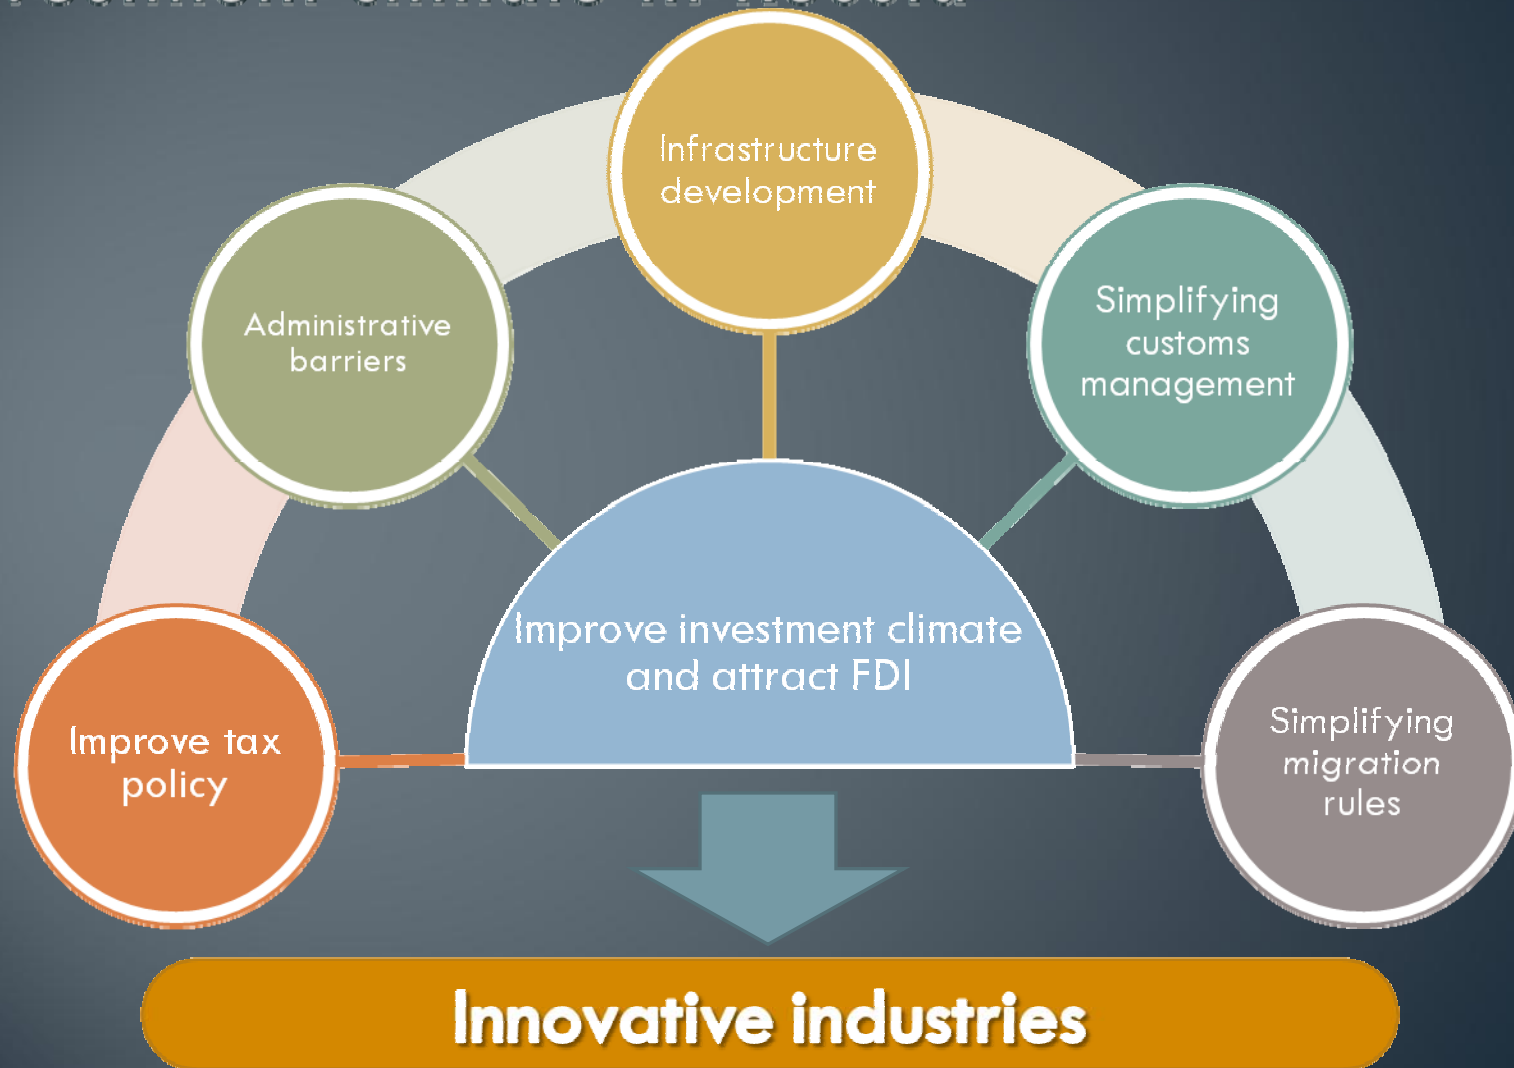 Infrastructure
development
Administrative
barriers
Simplifying
customs
management
Improve investment climate
and attract FDI
Improve tax
policy
Simplifying
migration
rules
Innovative industries